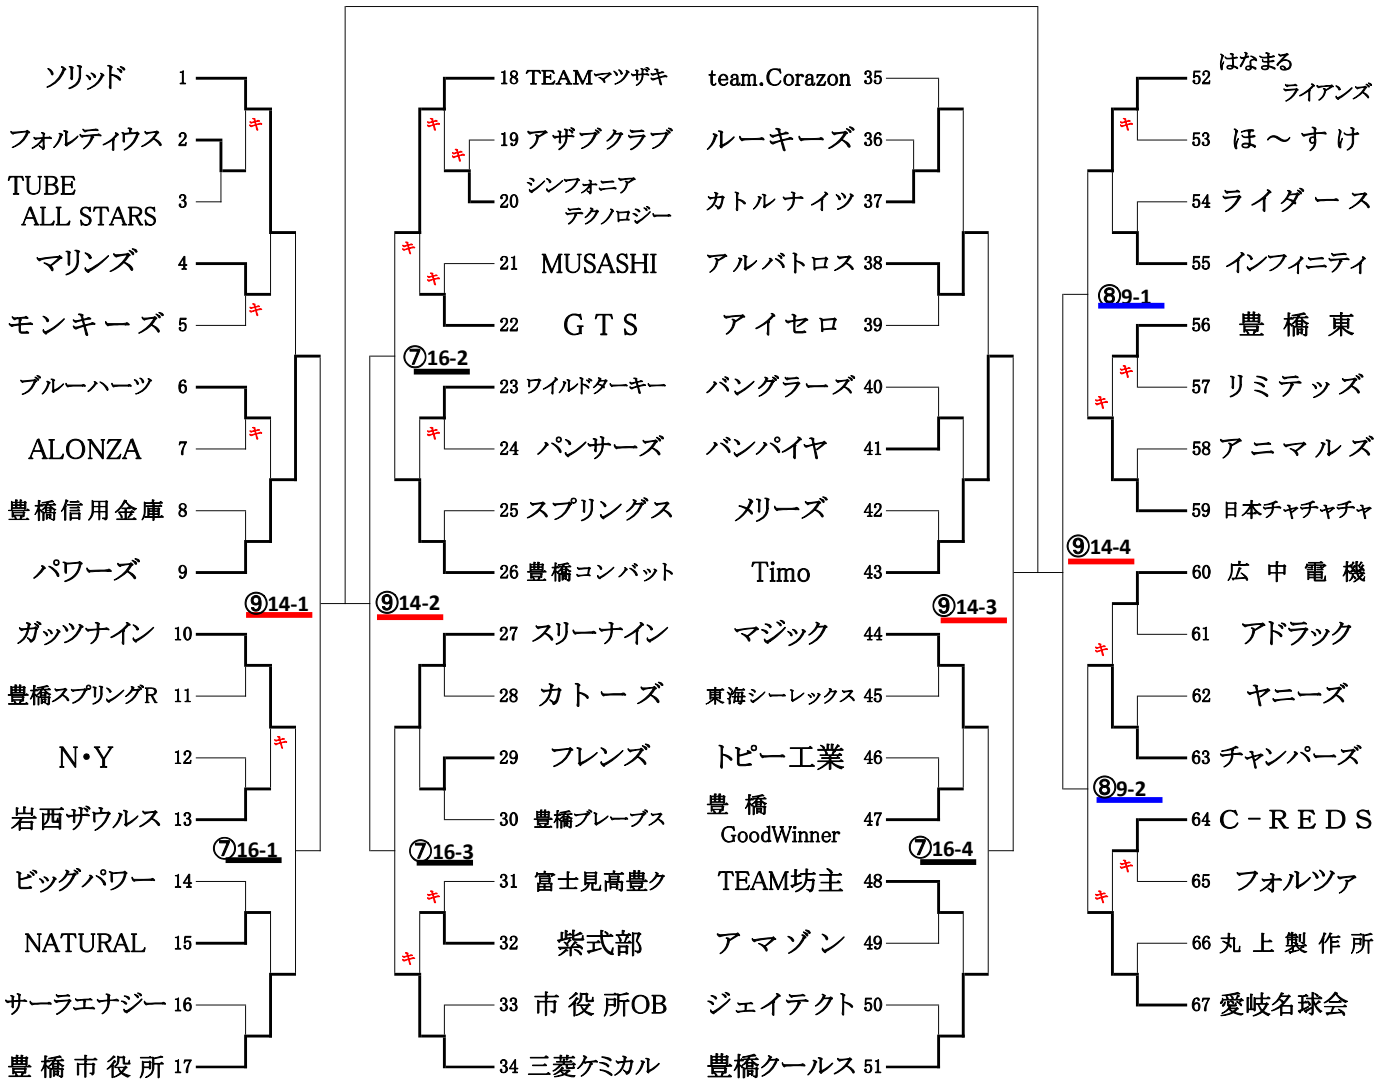 ソリッド 1
フォルティウス 2
TUBE
ALL STARS 3
マリンズ 4
モンキーズ 5
ブルーハーツ 6
ALONZA 7
豊橋信用金庫 8
パワーズ 9
ガッツナイン 10
豊橋スプリングR 11
N・Y 12
岩西ザウルス 13
ビッグパワー 14
NATURAL 15
サーラエナジー 16
豊橋市役所 17
キ
キ
キ
キ
⑨14-1
⑦16-1
18 TEAMマツザキ
19 アザブクラブ
20 シンフォニア
テクノロジー
21 MUSASHI
22 GTS
23 ワイルドターキー
24 パンサーズ
25 スプリングス
26 豊橋コンバット
27 スリーナイン
28 カトーズ
29 フレンズ
30 豊橋ブレーブス
31 富士見高豊ク
32 紫式部
33 市役所OB
34 三菱ケミカル
キ
キ
キ
キ
キ
キ
キ
⑦16-2
⑨14-2
⑦16-3
team.Corazon 35
ルーキーズ 36
カトルナイツ 37
アルバトロス 38
アイセロ 39
バングラーズ 40
バンパイヤ 41
メリーズ 42
Timo 43
マジック 44
東海シーレックス 45
トピー工業 46
豊橋
GoodWinner 47
TEAM坊主 48
アマゾン 49
ジェイテクト 50
豊橋クールス 51
⑨14-3
⑦16-4
52 はなまる
ライアンズ
53 ほ～すけ
54 ライダース
55 インフィニティ
56 豊橋東
57 リミテッズ
58 アニマルズ
59 日本チャチャチャ
60 広中電機
61 アドラック
62 ヤニーズ
63 チャンパーズ
64 C-REDS
65 フォルツァ
66 丸上製作所
67 愛岐名球会
キ
キ
キ
キ
キ
キ
⑧9-1
⑨14-4
⑧9-2